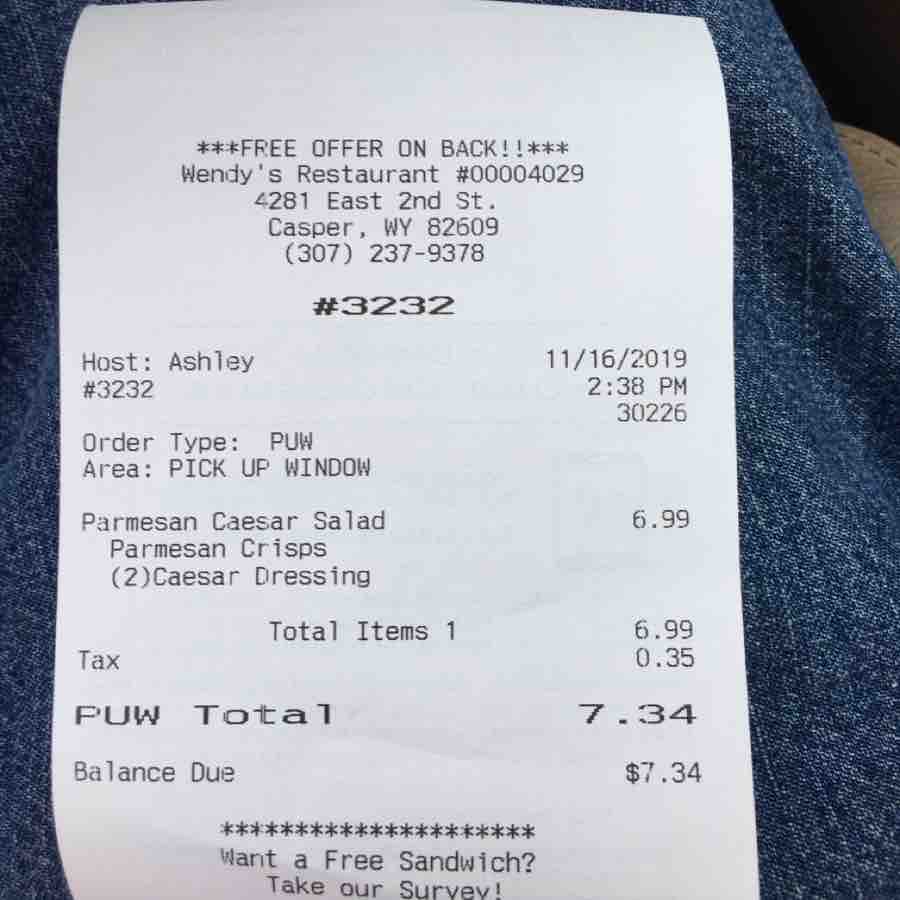 ***FREE OFFER ON BACK!!***
Wendy's Restaurant #00004029
4281 East 2nd St.
Casper, WY 82609
(307) 237-9378
#3232
Host: Ashley 11/16/2019
#3232 2:38 PM
30226
Order Type: PUW
Area: PICK UP WINDOW
Parmesan Caesar Salad 6.99
Parmesan Crisps
(2)Caesar Dressing
Total Items 1 6.99
Tax 0.35
PUW Total 7.34
Balance Due $7.34
**********************
Want a Free Sandwich?
Take our Survey!